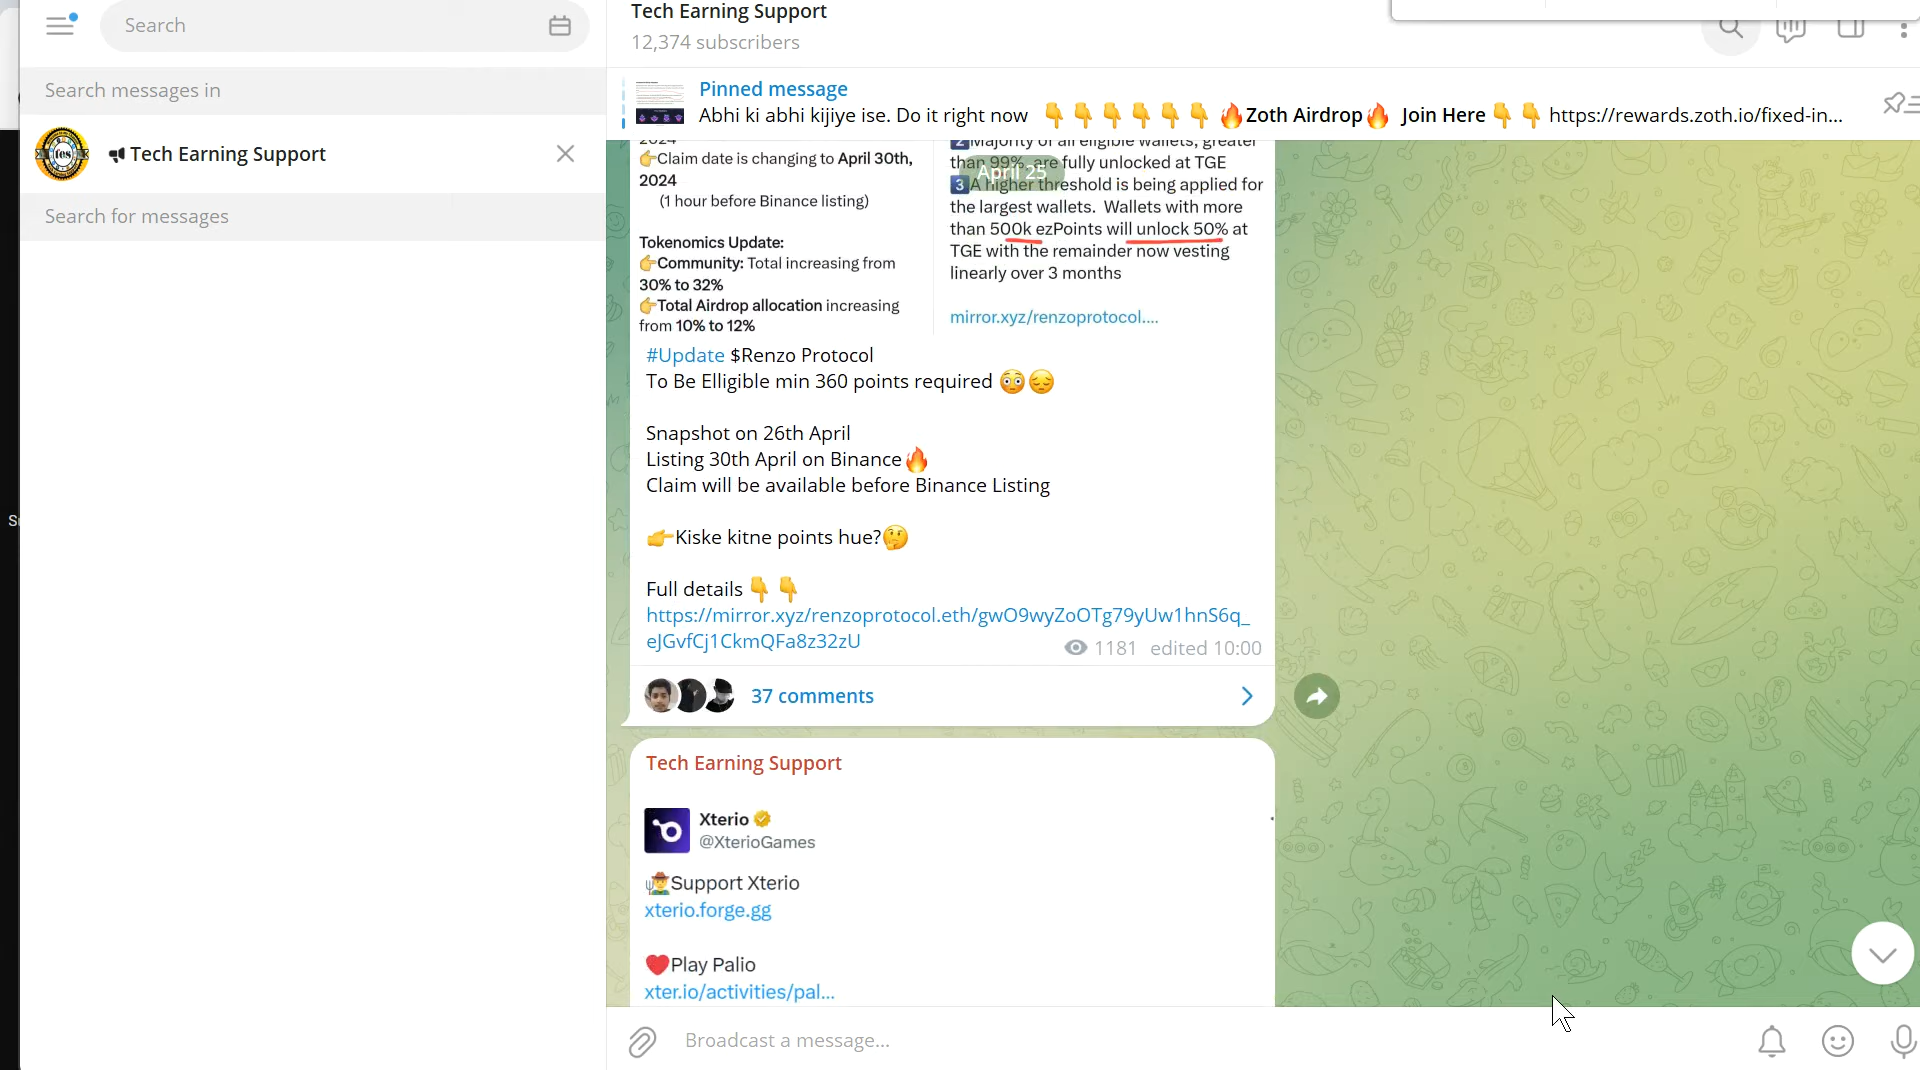 Search
Search messages in
Tech Earning Support
Search for messages
Tech Earning Support
12,374 subscribers
Pinned message
Abhi ki abhi kijiye ise. Do it right now 👇👇👇👇👇👇🔥Zoth Airdrop🔥 Join Here👇👇 https://rewards.zoth.io/fixed-in...
April 25
2024
👉Claim date is changing to April 30th,
2024
(1 hour before Binance listing)
Tokenomics Update:
👉Community: Total increasing from
30% to 32%
👉Total Airdrop allocation increasing
from 10% to 12%
2️⃣Majority of all eligible wallets, greater
than 99%, are fully unlocked at TGE
3️⃣A higher threshold is being applied for
the largest wallets. Wallets with more
than 500k ezPoints will unlock 50% at
TGE with the remainder now vesting
linearly over 3 months
mirror.xyz/renzoprotocol....
#Update $Renzo Protocol
To Be Elligible min 360 points required 😳😔
Snapshot on 26th April
Listing 30th April on Binance🔥
Claim will be available before Binance Listing
👉Kiske kitne points hue?🤔
Full details👇👇
https://mirror.xyz/renzoprotocol.eth/gwO9wyZoOTg79yUw1hnS6q_
eJGvfCj1CkmQFa8z32zU
1181 edited 10:00
37 comments
Tech Earning Support
Xterio
@XterioGames
Support Xterio
xterio.forge.gg
❤️Play Palio
xter.io/activities/pal...
Broadcast a message...